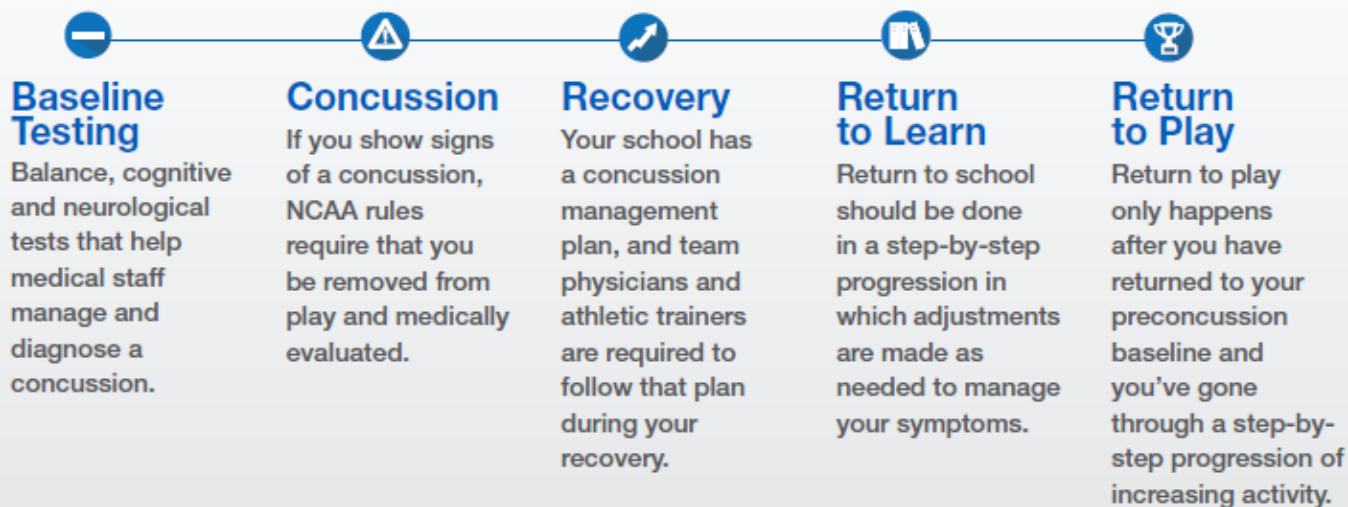 Baseline
Testing
Balance, cognitive
and neurological
tests that help
medical staff
manage and
diagnose a
concussion.
Concussion
If you show signs
of a concussion,
NCAA rules
require that you
be removed from
play and medically
evaluated.
Recovery
Your school has
a concussion
management
plan, and team
physicians and
athletic trainers
are required to
follow that plan
during your
recovery.
Return
to Learn
Return to school
should be done
in a step-by-step
progression in
which adjustments
are made as
needed to manage
your symptoms.
Return
to Play
Return to play
only happens
after you have
returned to your
preconcussion
baseline and
you've gone
through a step-by-
step progression of
increasing activity.